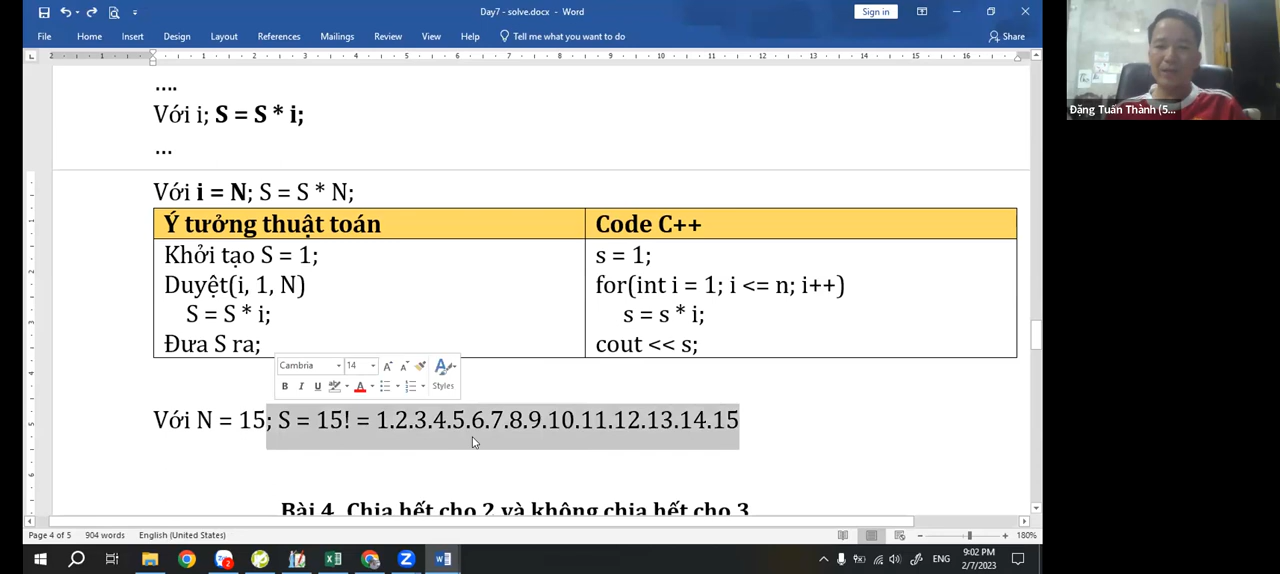 Day7 - solve.docx - Word
Sign in
File Home Insert Design Layout References Mailings Review View Help Tell me what you want to do Share
....
Với i; S = S * i;
...
Với i = N; S = S * N;
Ý tưởng thuật toán
Khởi tạo S = 1;
Duyệt(i, 1, N)
S = S * i;
Đưa S ra;
Code C++
s = 1;
for(int i = 1; i <= n; i++)
s = s * i;
cout << s;
Cambria 14
B I U Styles
Với N = 15; S = 15! = 1.2.3.4.5.6.7.8.9.10.11.12.13.14.15
Bài 4. Chia hết cho 2 và không chia hết cho 3
Page 4 of 5 904 words English (United States) 180%
ENG
9:02 PM
2/7/2023
Đặng Tuấn Thành (5...